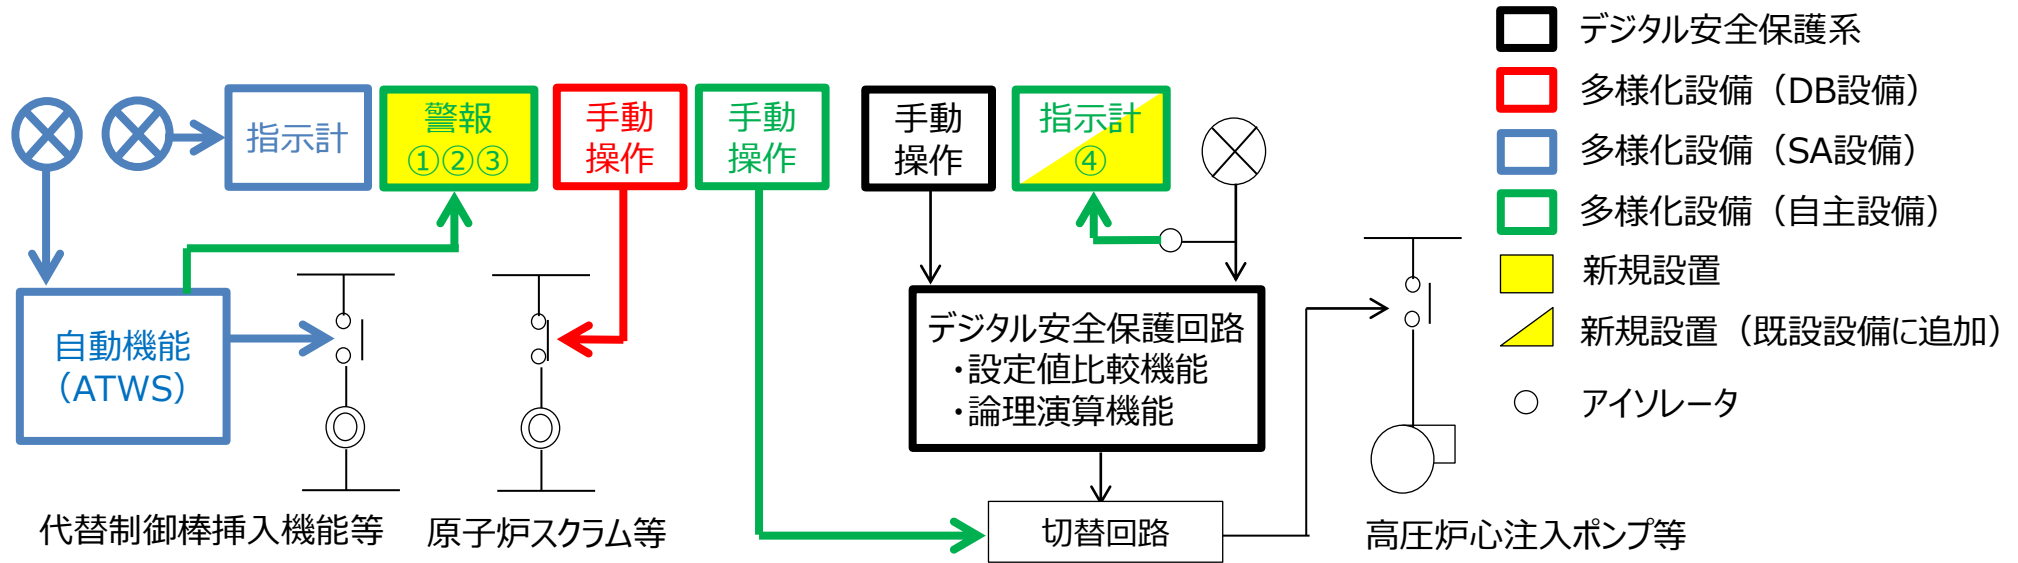 指示計
警報
①②③
手動
操作
手動
操作
手動
操作
指示計
④
自動機能
（ATWS）
デジタル安全保護回路
・設定値比較機能
・論理演算機能
切替回路
代替制御棒挿入機能等
原子炉スクラム等
高圧炉心注入ポンプ等
デジタル安全保護系
多様化設備（DB設備）
多様化設備（SA設備）
多様化設備（自主設備）
新規設置
新規設置（既設設備に追加）
アイソレータ